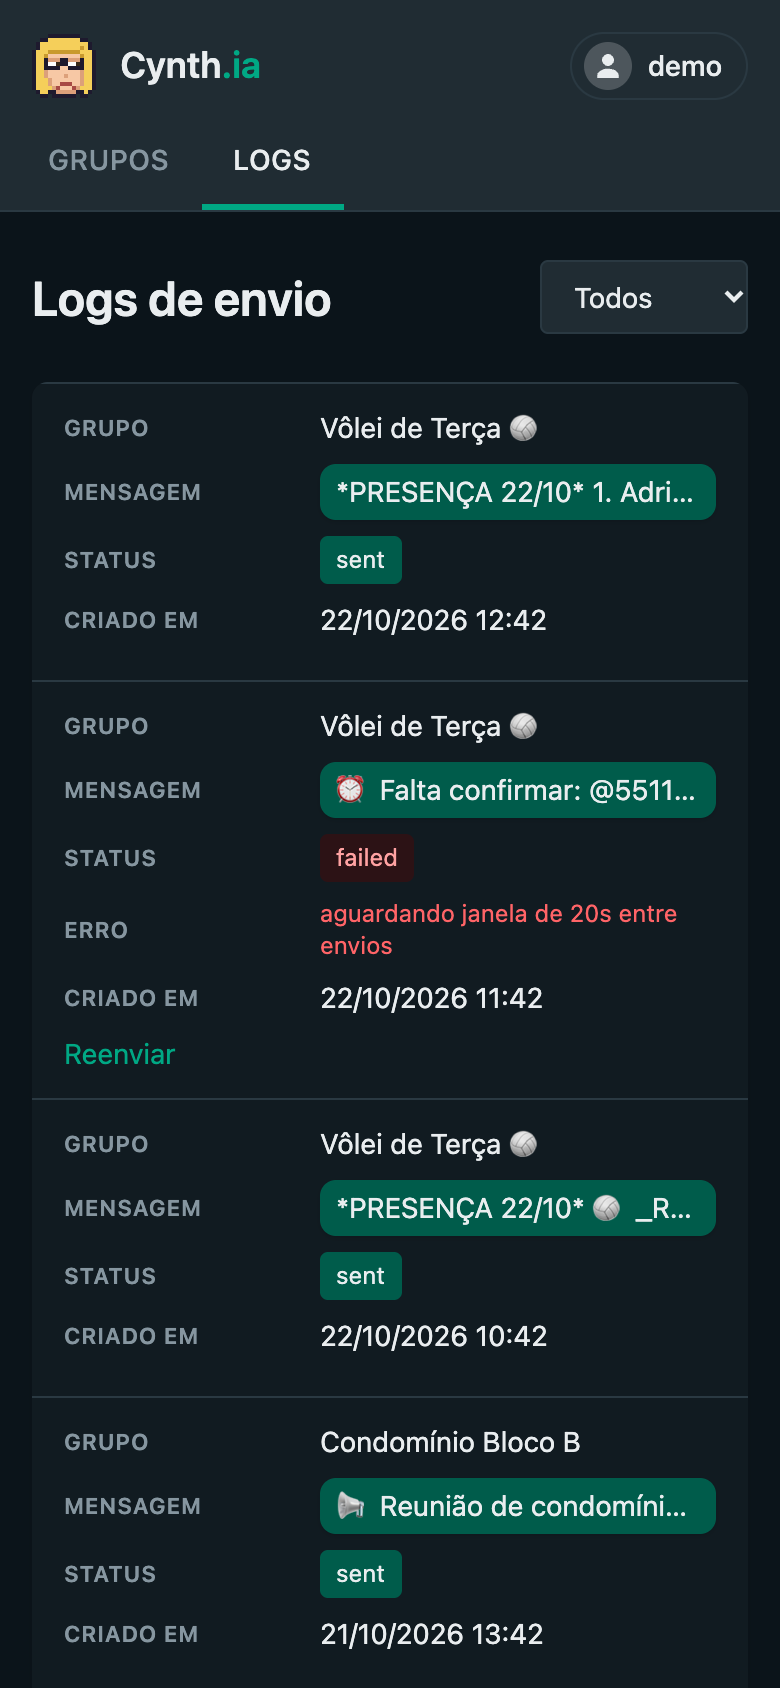 Cynth.ia
demo
GRUPOS LOGS
Logs de envio
Todos
GRUPO Vôlei de Terça 🏐
MENSAGEM *PRESENÇA 22/10* 1. Adri...
STATUS sent
CRIADO EM 22/10/2026 12:42
GRUPO Vôlei de Terça 🏐
MENSAGEM ⏰ Falta confirmar: @5511...
STATUS failed
ERRO aguardando janela de 20s entre
envios
CRIADO EM 22/10/2026 11:42
Reenviar
GRUPO Vôlei de Terça 🏐
MENSAGEM *PRESENÇA 22/10* 🏐 _R...
STATUS sent
CRIADO EM 22/10/2026 10:42
GRUPO Condomínio Bloco B
MENSAGEM 📢 Reunião de condomíni...
STATUS sent
CRIADO EM 21/10/2026 13:42